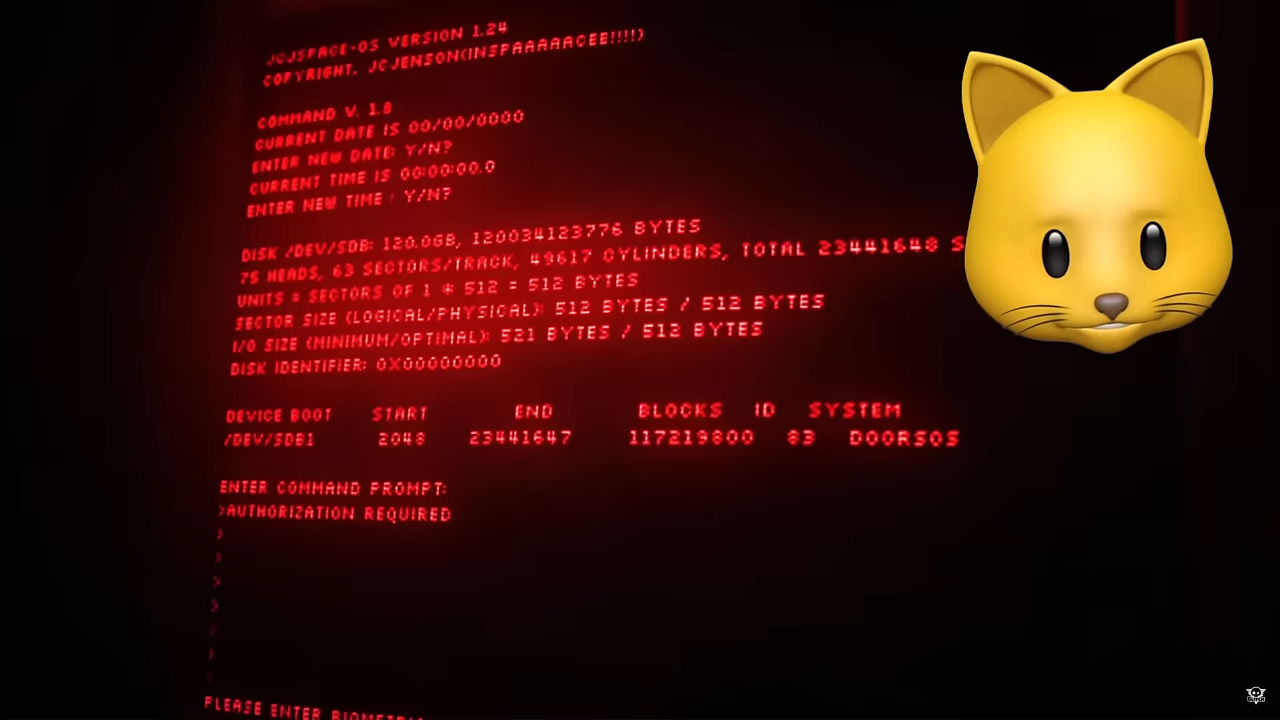 JCJSPACE-OS VERSION 1.24
COPYRIGHT, JCJENSON(INSPAAAAACEE!!!!)
COMMAND V. 1.8
CURRENT DATE IS 00/00/0000
ENTER NEW DATE: Y/N?
CURRENT TIME IS 00:00:00.0
ENTER NEW TIME : Y/N?
DISK /DEV/SDB: 120.0GB, 120034123776 BYTES
75 HEADS, 63 SECTORS/TRACK, 49617 CYLINDERS, TOTAL 23441648 S
UNITS = SECTORS OF 1 * 512 = 512 BYTES
SECTOR SIZE (LOGICAL/PHYSICAL): 512 BYTES / 512 BYTES
I/O SIZE (MINIMUM/OPTIMAL): 521 BYTES / 512 BYTES
DISK IDENTIFIER: 0X00000000
DEVICE BOOT START END BLOCKS ID SYSTEM
/DEV/SDB1 2048 23441647 117219800 83 DOORSOS
ENTER COMMAND PROMPT:
>AUTHORIZATION REQUIRED
>
>
>
>
>
PLEASE ENTER